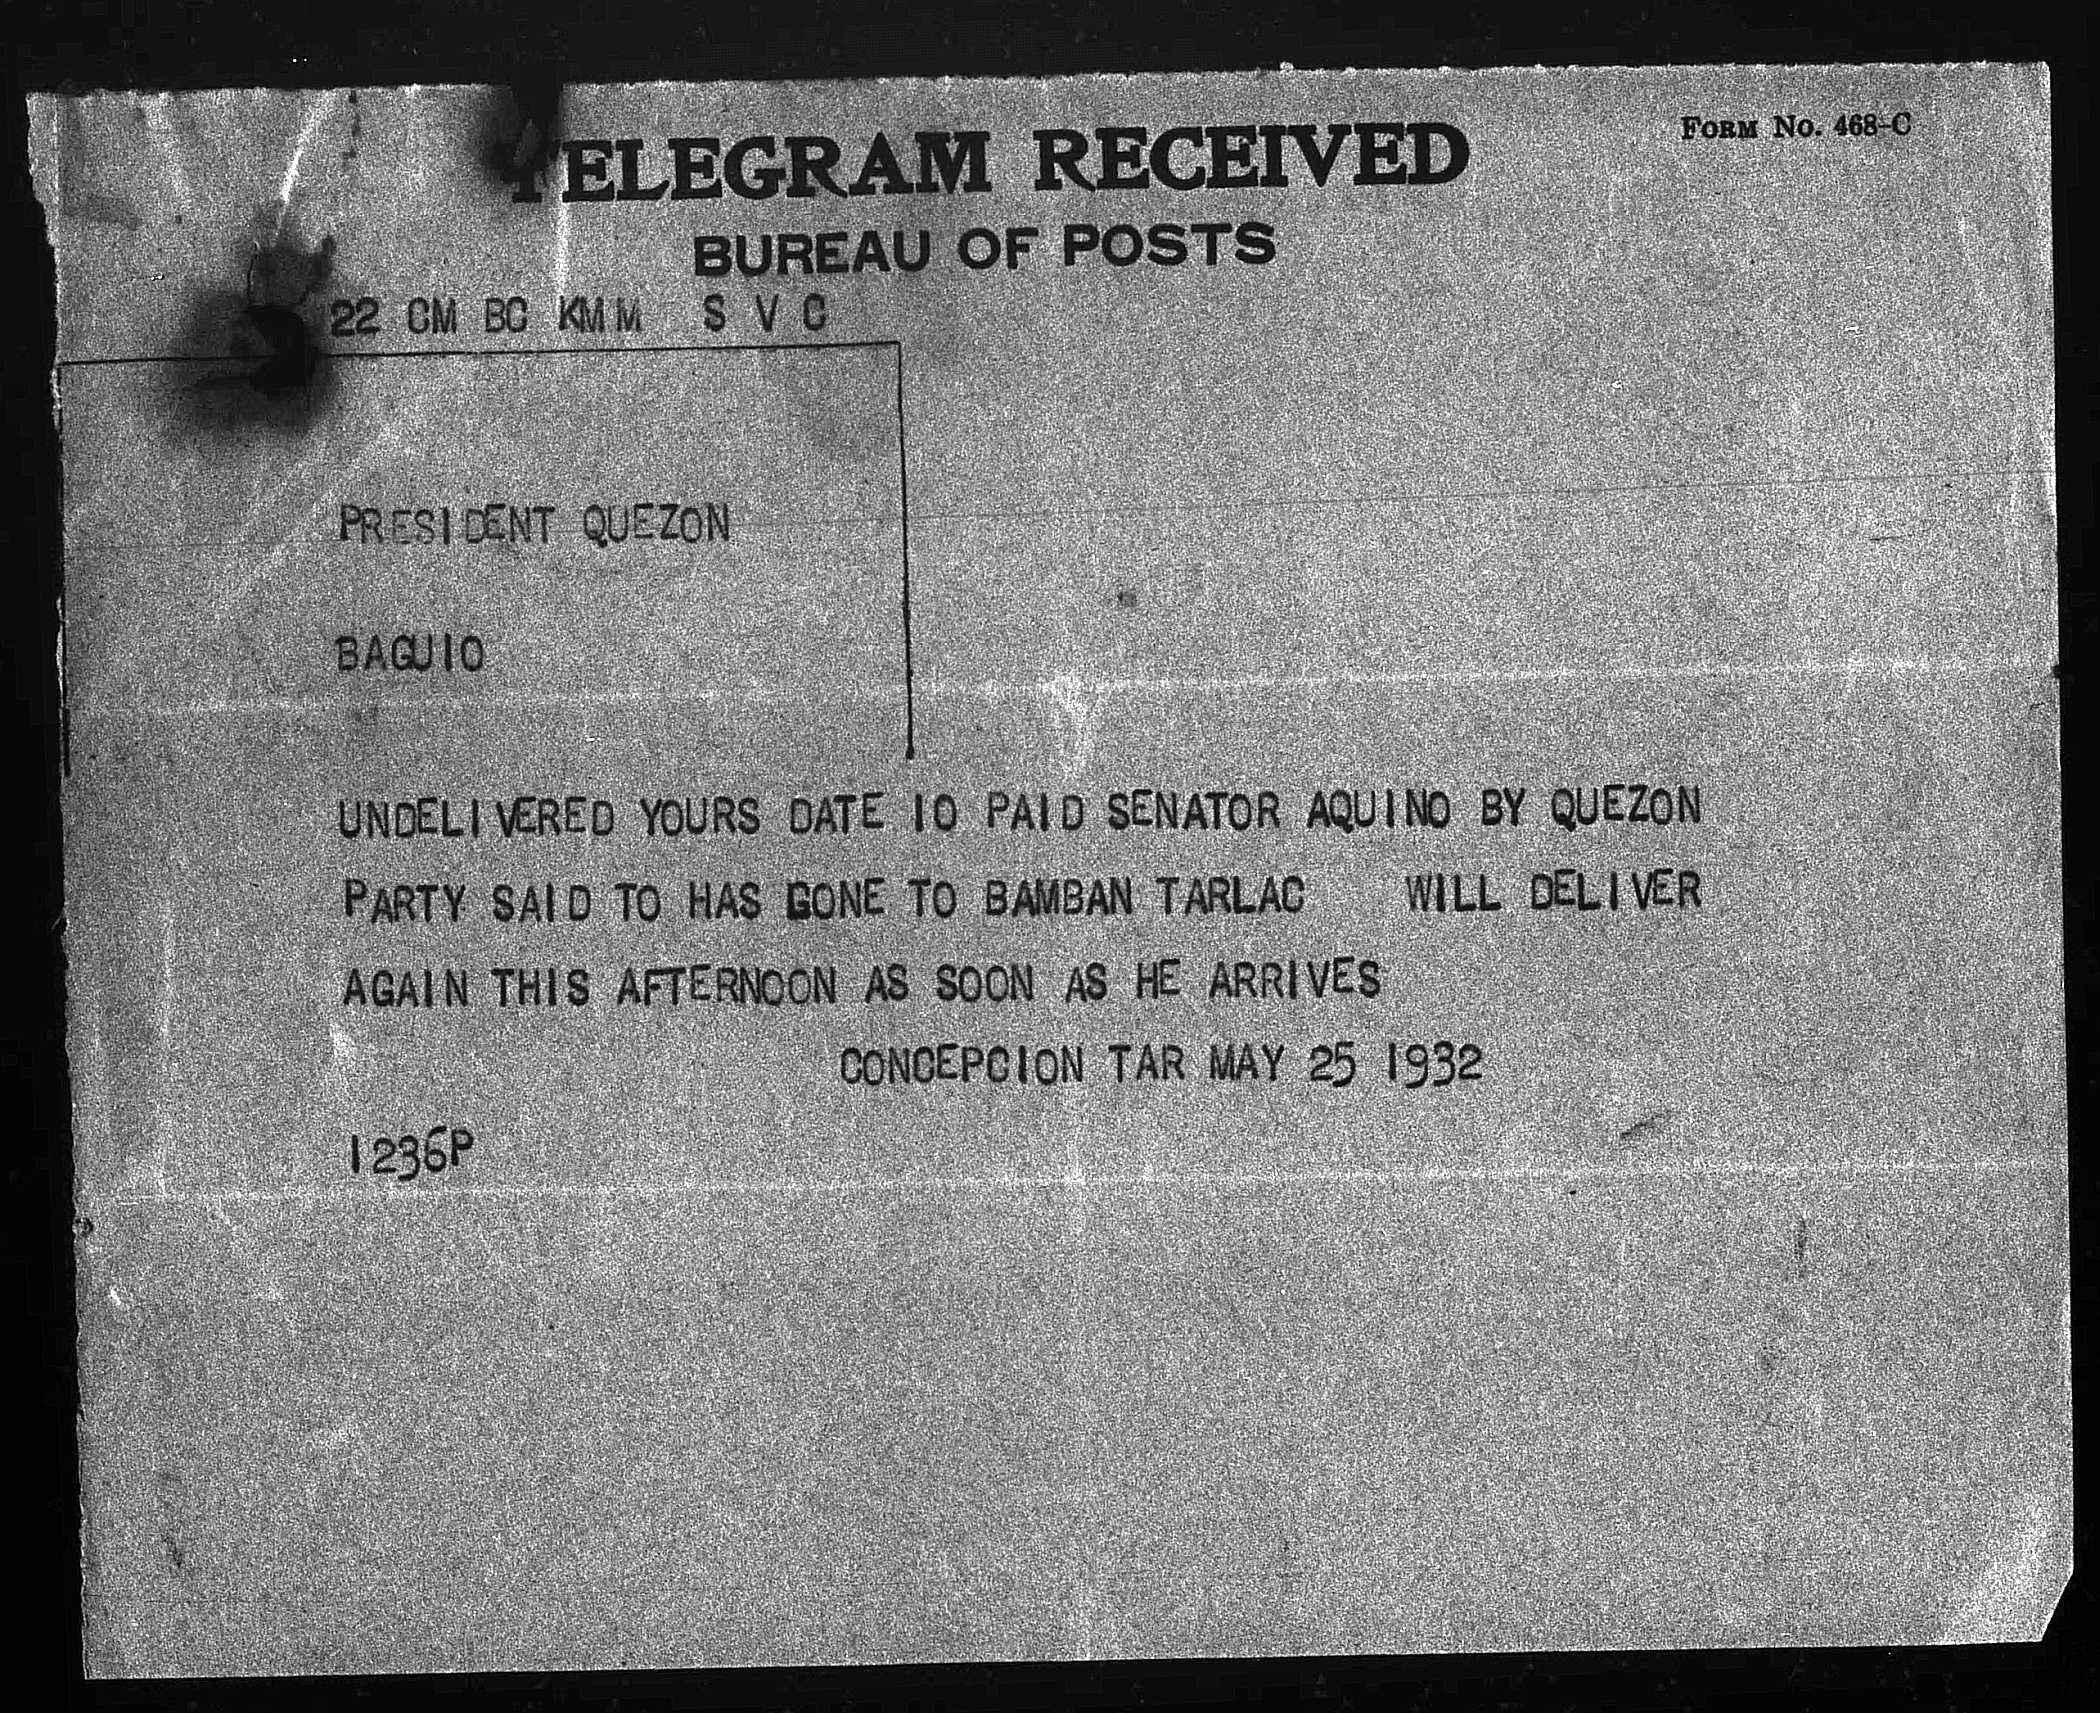 FORM NO. 468-C
TELEGRAM RECEIVED
BUREAU OF POSTS
22 CM BC KMM S V C
PRESIDENT QUEZON
BAGUIO
UNDELIVERED YOURS DATE 10 PAID SENATOR AQUINO BY QUEZON
PARTY SAID TO HAS GONE TO BAMBAN TARLAC WILL DELIVER
AGAIN THIS AFTERNOON AS SOON AS HE ARRIVES
CONCEPCION TAR MAY 25 1932
1236P